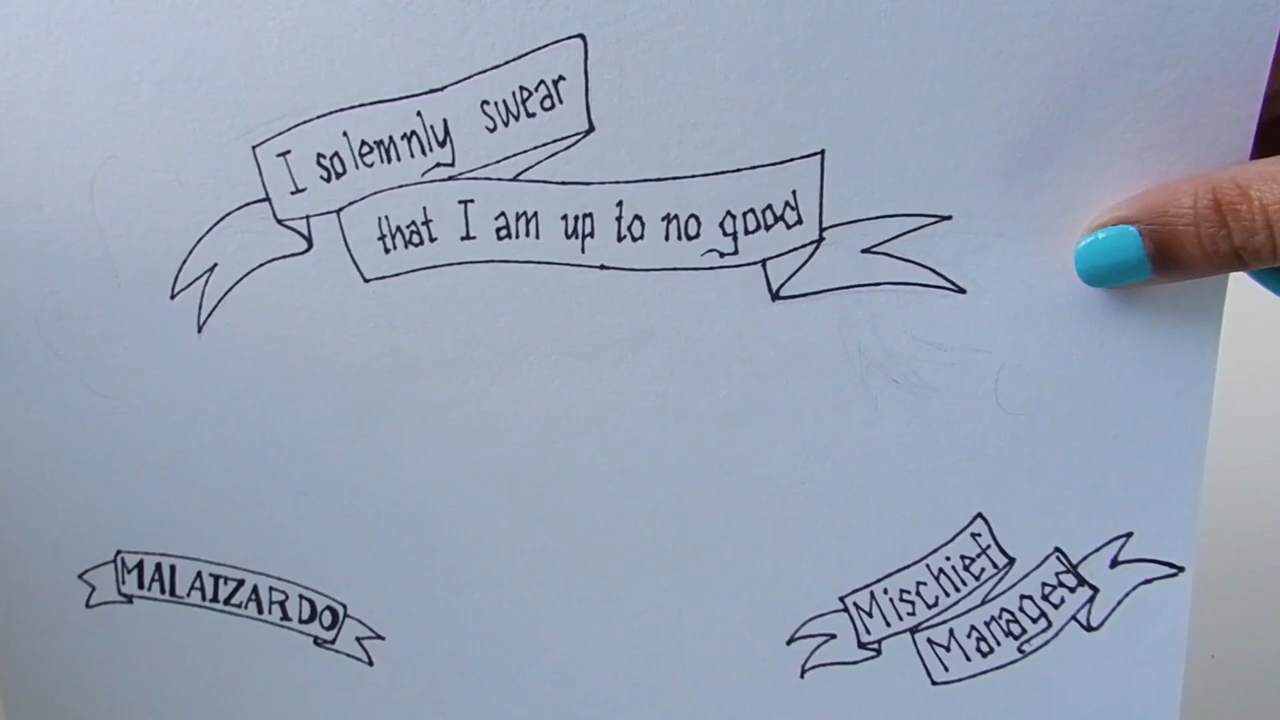 I solemnly swear
that I am up to no good
MALAIZARDO
Mischief
Managed